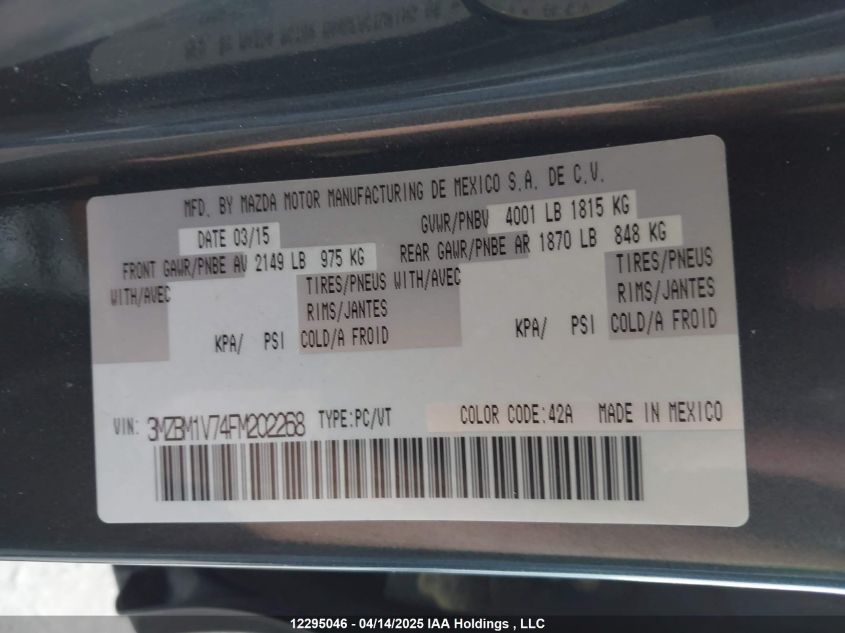 MFD. BY MAZDA MOTOR MANUFACTURING DE MEXICO S.A. DE C.V.
DATE 03/15 GVWR/PNBV 4001 LB 1815 KG
FRONT GAWR/PNBE AV 2149 LB 975 KG REAR GAWR/PNBE AR 1870 LB 848 KG
WITH/AVEC TIRES/PNEUS WITH/AVEC TIRES/PNEUS
RIMS/JANTES RIMS/JANTES
KPA/ PSI COLD/A FROID KPA/ PSI COLD/A FROID
VIN: 3MZBM1V74FM202268 TYPE:PC/VT COLOR CODE:42A MADE IN MEXICO
12295046 - 04/14/2025 IAA Holdings , LLC